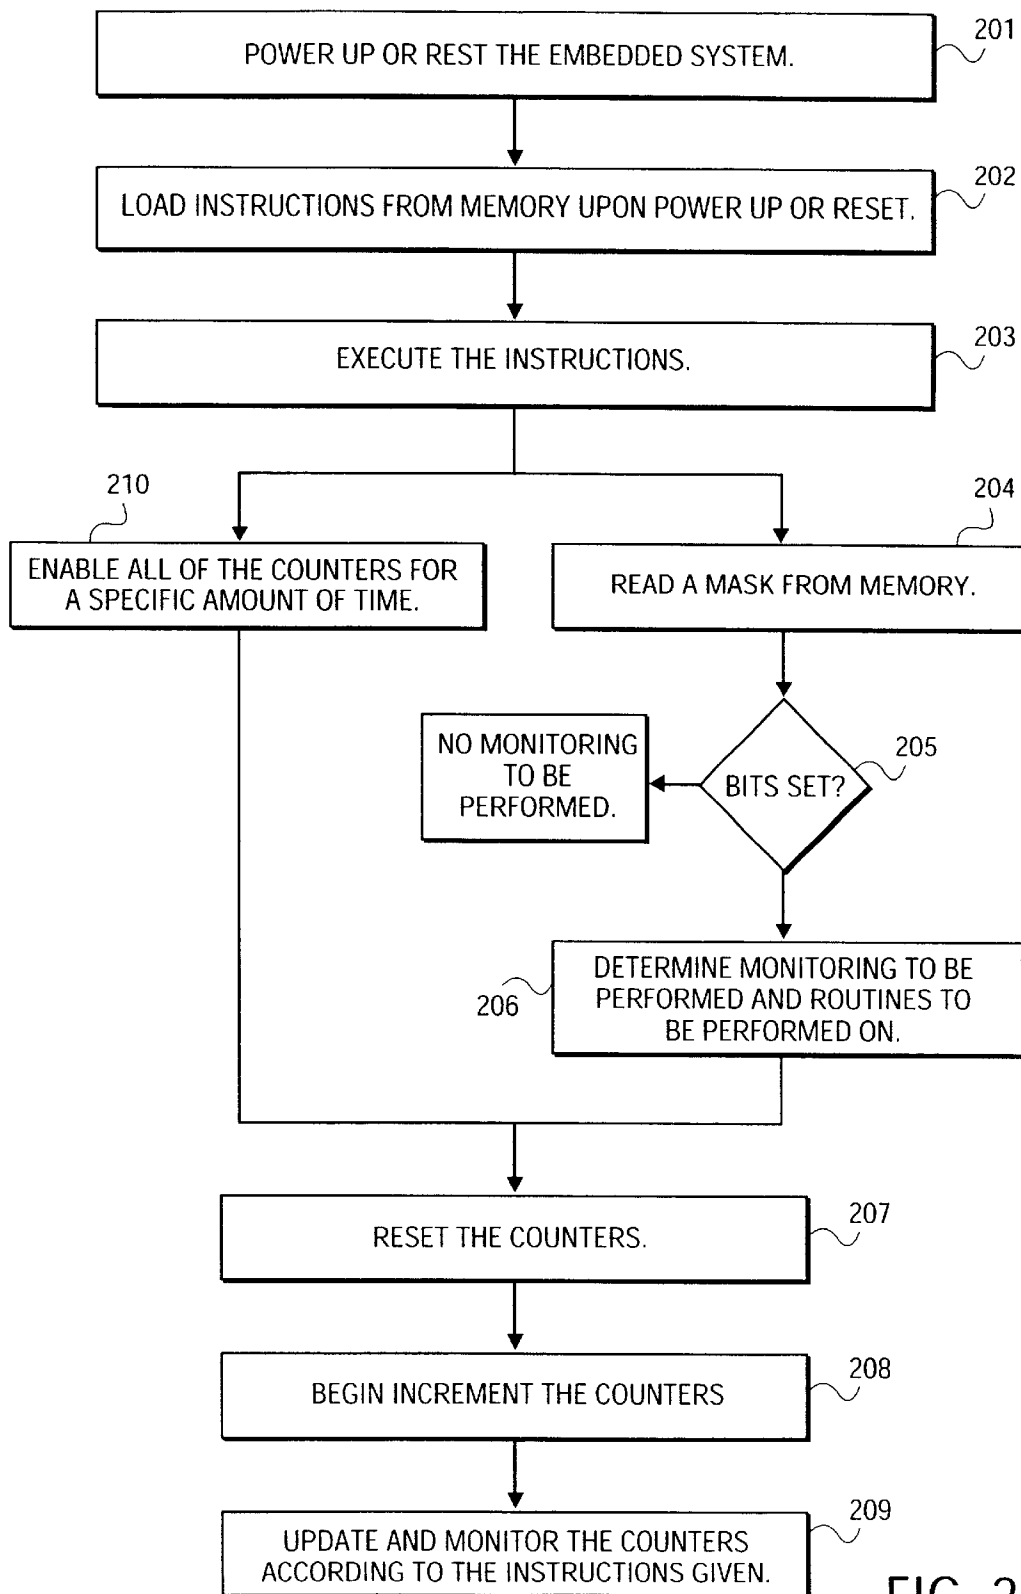 POWER UP OR REST THE EMBEDDED SYSTEM.
201
LOAD INSTRUCTIONS FROM MEMORY UPON POWER UP OR RESET.
202
EXECUTE THE INSTRUCTIONS.
203
210
204
ENABLE ALL OF THE COUNTERS FOR
A SPECIFIC AMOUNT OF TIME.
READ A MASK FROM MEMORY.
NO MONITORING
TO BE
PERFORMED.
BITS SET?
205
DETERMINE MONITORING TO BE
PERFORMED AND ROUTINES TO
BE PERFORMED ON.
206
RESET THE COUNTERS.
207
BEGIN INCREMENT THE COUNTERS
208
UPDATE AND MONITOR THE COUNTERS
ACCORDING TO THE INSTRUCTIONS GIVEN.
209
FIG. 2